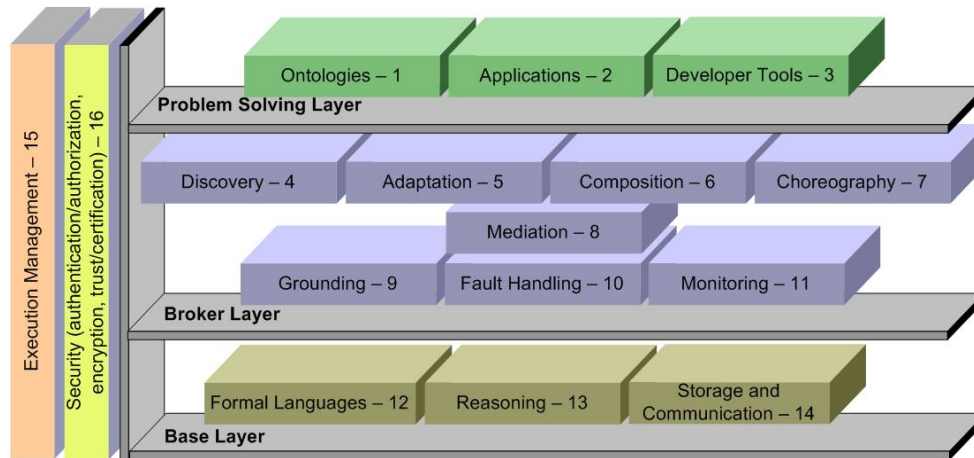 Execution Management – 15
Security (authentication/authorization,
encryption, trust/certification) – 16
Ontologies – 1
Applications – 2
Developer Tools – 3
Problem Solving Layer
Discovery – 4
Adaptation – 5
Composition – 6
Choreography – 7
Mediation – 8
Grounding – 9
Fault Handling – 10
Monitoring – 11
Broker Layer
Formal Languages – 12
Reasoning – 13
Storage and
Communication – 14
Base Layer